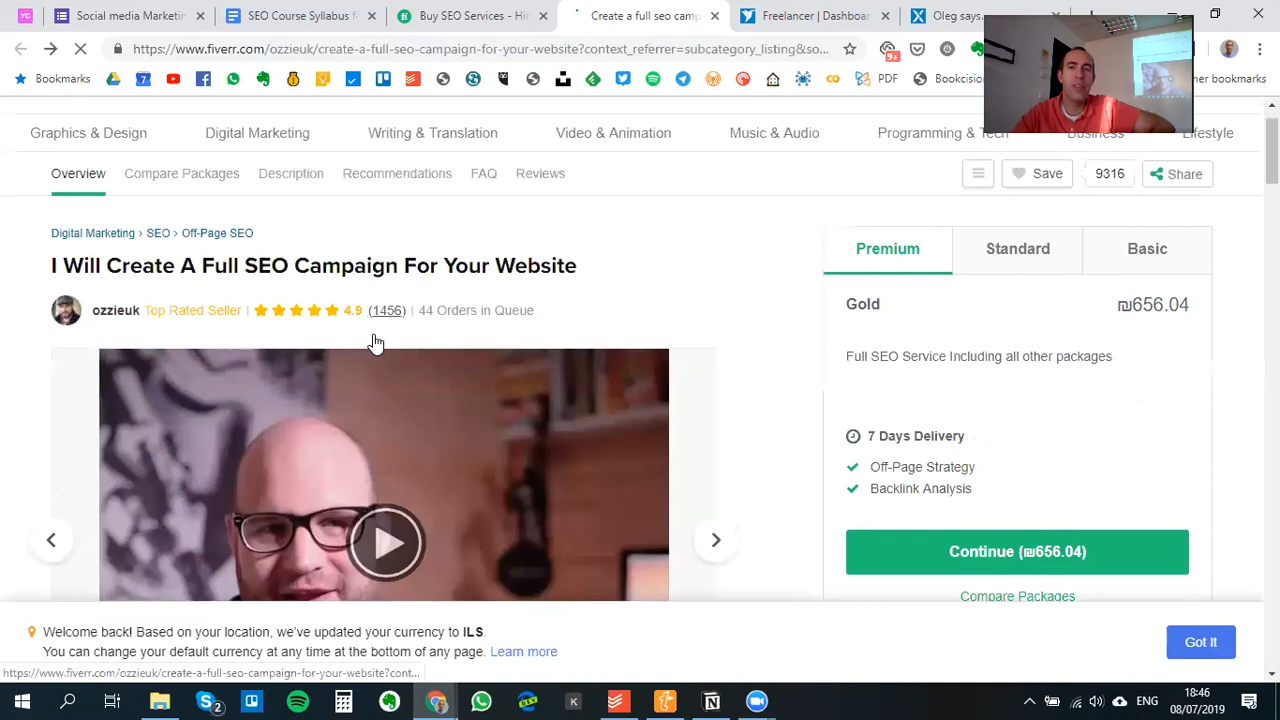 Social media Marketing
SEO Course Syllabus f
Buy SEO Services - Hir
Create a full seo camp
Freelancer | Dashboa
Oleg says
https://www.fiverr.com/ozzieuk/create-a-full-seo-campaign-for-your-website?context_referrer=subcategory_listing&so...
9+
Bookmarks
PDF
Bookcision
her bookmarks
Graphics & Design
Digital Marketing
Writing & Translation
Video & Animation
Music & Audio
Programming & Tech
Business
Lifestyle
Overview
Compare Packages
Description
Recommendations
FAQ
Reviews
Save
9316
Share
Digital Marketing > SEO > Off-Page SEO
I Will Create A Full SEO Campaign For Your Website
ozzieuk Top Rated Seller | 4.9 (1456) | 44 Orders in Queue
Premium
Standard
Basic
Gold
₪656.04
Full SEO Service Including all other packages
7 Days Delivery
Off-Page Strategy
Backlink Analysis
Continue (₪656.04)
Compare Packages
Welcome back! Based on your location, we've updated your currency to ILS.
You can change your default currency at any time at the bottom of any page. Learn more
Got It
https://www.fiverr.com/ozzieuk/create-a-full-seo-campaign-for-your-website?cont...
2
ENG
18:46
08/07/2019